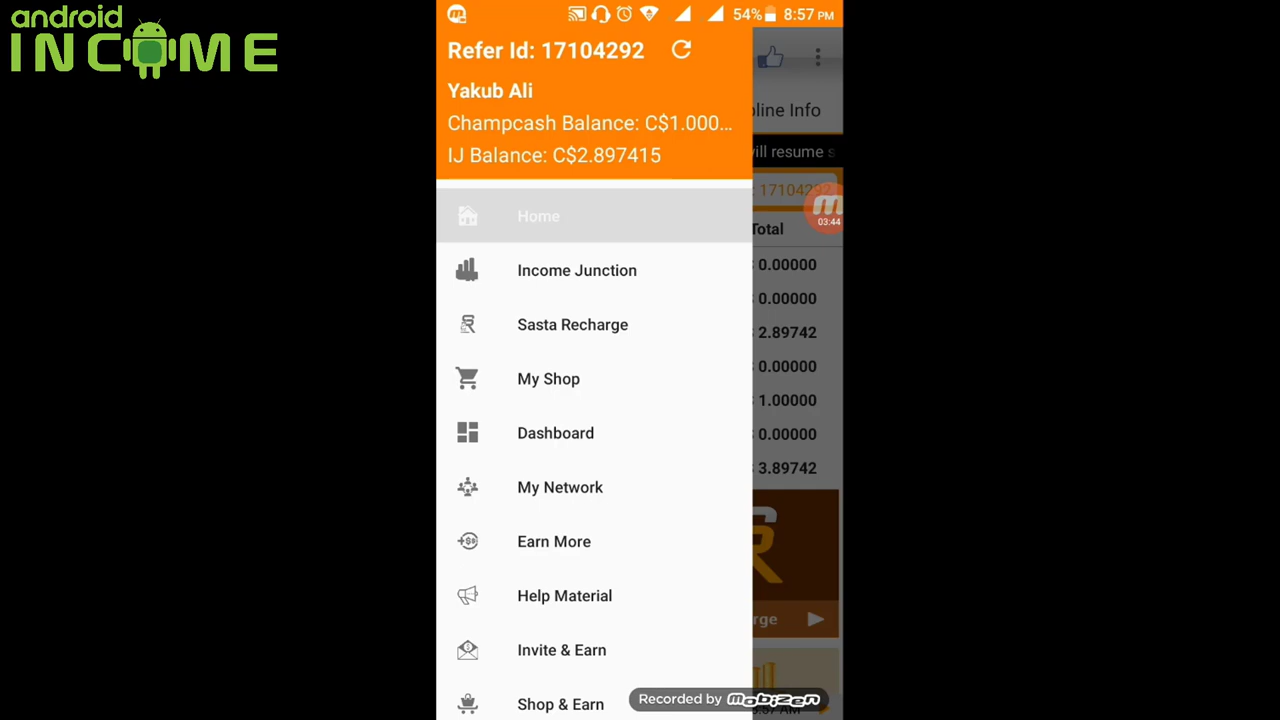 android
INCOME
54% 8:57 PM
Refer Id: 17104292
Yakub Ali
Champcash Balance: C$1.000...
IJ Balance: C$2.897415
Home
Income Junction
Sasta Recharge
My Shop
Dashboard
My Network
Earn More
Help Material
Invite & Earn
Shop & Earn
line Info
will resume s
: 17104292
03:44
Total
0.00000
0.00000
2.89742
0.00000
1.00000
0.00000
3.89742
rge
Recorded by mobizen